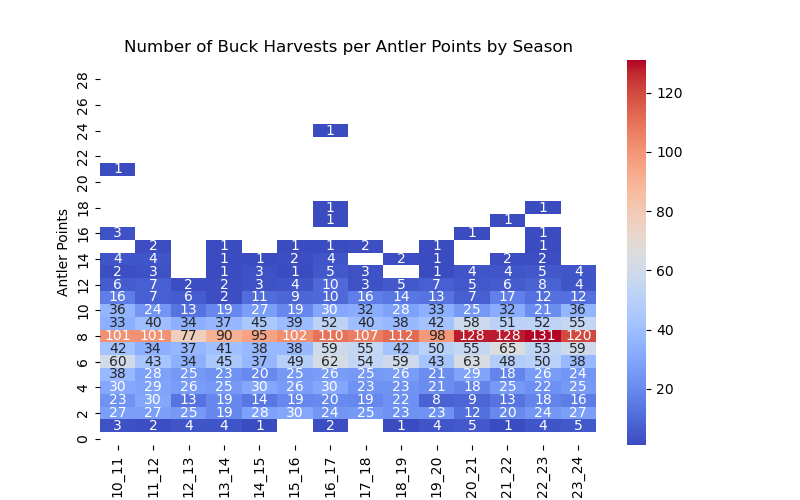 Number of Buck Harvests per Antler Points by Season
28
26
24 1
22
1
20
18 1 1
1 1
16 3 1 1
2 1 1 1 2 1 1
14 4 4 1 1 2 4 2 1 2 2
2 3 1 3 1 5 3 1 4 4 5 4
12 6 7 2 2 3 4 10 3 5 7 5 6 8 4
16 7 6 2 11 9 10 16 14 13 7 17 12 12
10 36 24 13 19 27 19 30 32 28 33 25 32 21 36
33 40 34 37 45 39 52 40 38 42 58 51 52 55
8 101 101 77 90 95 102 110 107 112 98 128 128 131 120
42 34 37 41 38 38 59 55 42 50 55 65 53 59
6 60 43 34 45 37 49 62 54 59 43 63 48 50 38
38 28 25 23 20 25 26 25 26 21 29 18 26 24
4 30 29 26 25 30 26 30 23 23 21 18 25 22 25
23 30 13 19 14 19 20 19 22 8 9 13 18 16
2 27 27 25 19 28 30 24 25 23 23 12 20 24 27
3 2 4 4 1 2 1 4 5 1 4 5
0
Antler Points
10_11 11_12 12_13 13_14 14_15 15_16 16_17 17_18 18_19 19_20 20_21 21_22 22_23 23_24
120
100
80
60
40
20